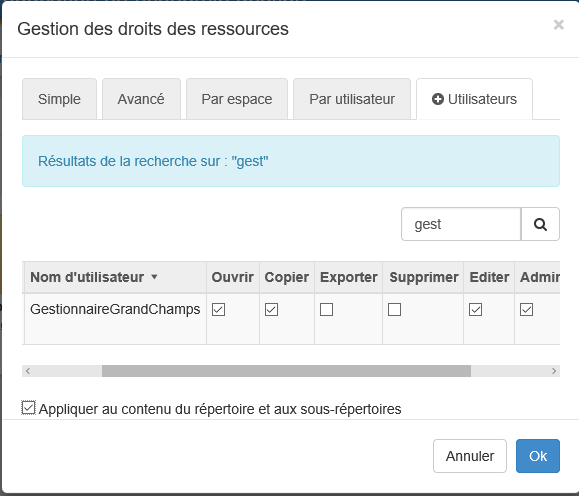 Gestion des droits des ressources
×
Simple Avancé Par espace Par utilisateur Utilisateurs
Résultats de la recherche sur : "gest"
gest
Nom d'utilisateur Ouvrir Copier Exporter Supprimer Editer Admin
GestionnaireGrandChamps
Appliquer au contenu du répertoire et aux sous-répertoires
Annuler Ok